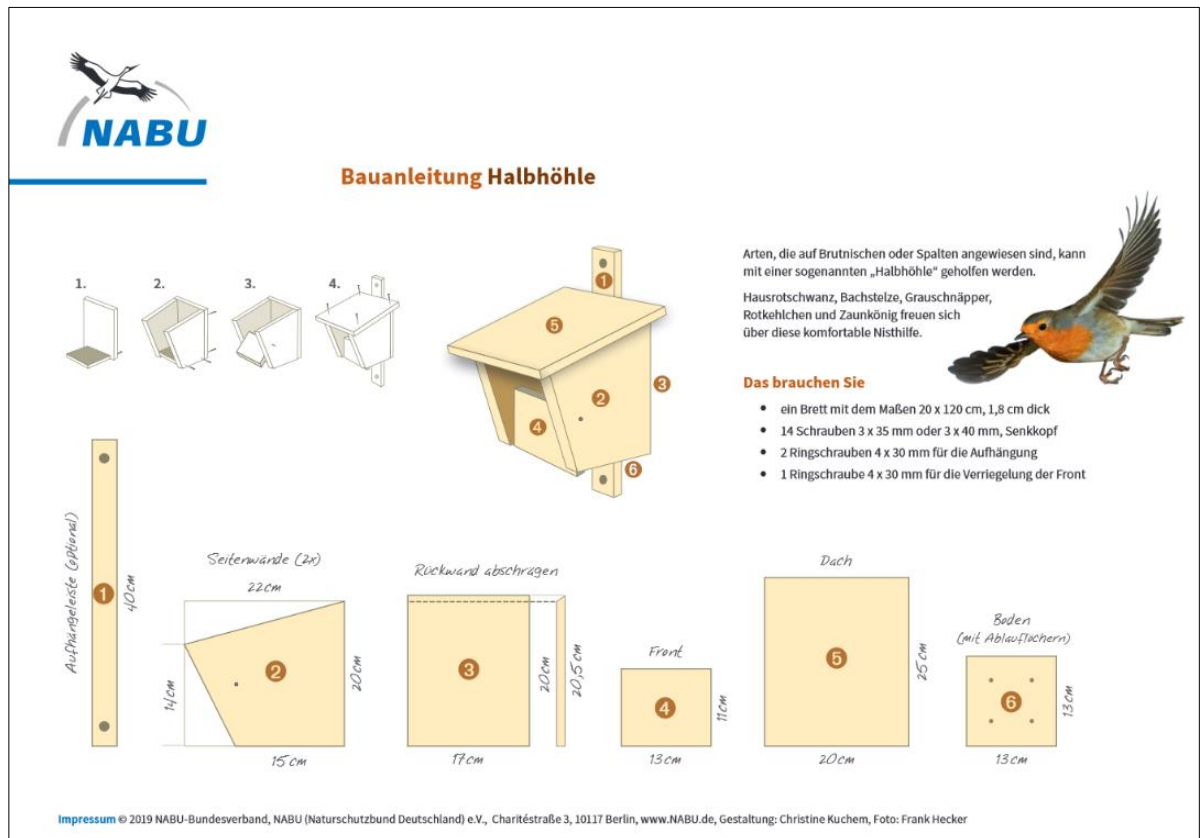 NABU
Bauanleitung Halbhöhle
1.
2.
3.
4.
1
5
2
3
4
6
Arten, die auf Brutnischen oder Spalten angewiesen sind, kann
mit einer sogenannten „Halbhöhle“ geholfen werden.
Hausrotschwanz, Bachstelze, Grauschnäpper,
Rotkehlchen und Zaunkönig freuen sich
über diese komfortable Nisthilfe.
Das brauchen Sie
• ein Brett mit dem Maßen 20 x 120 cm, 1,8 cm dick
• 14 Schrauben 3 x 35 mm oder 3 x 40 mm, Senkkopf
• 2 Ringschrauben 4 x 30 mm für die Aufhängung
• 1 Ringschraube 4 x 30 mm für die Verriegelung der Front
Aufhängeleiste (optional)
1
40cm
Seitenwände (2x)
22cm
14cm
2
20cm
15cm
Rückwand abschrägen
3
20cm
20,5cm
17cm
Front
4
11cm
13cm
Dach
5
25cm
20cm
Boden
(mit Ablauflöchern)
6
13cm
13cm
Impressum © 2019 NABU-Bundesverband, NABU (Naturschutzbund Deutschland) e.V., Charitéstraße 3, 10117 Berlin, www.NABU.de, Gestaltung: Christine Kuchem, Foto: Frank Hecker